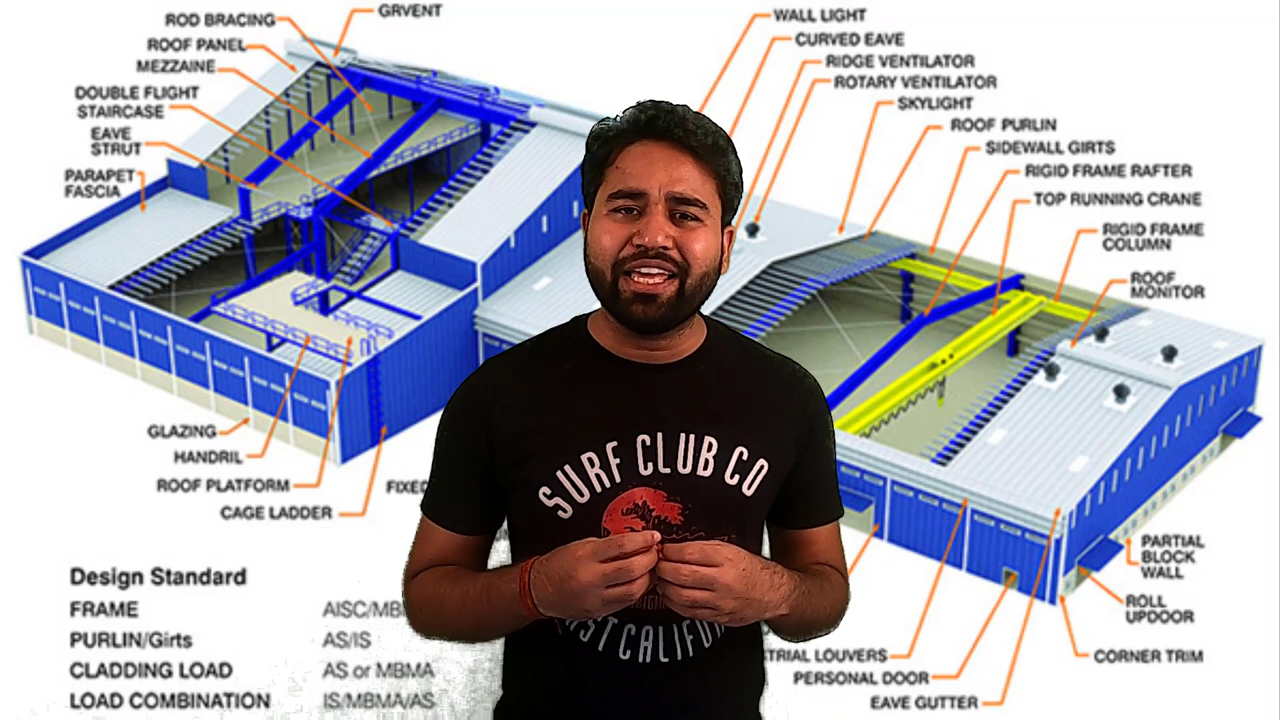 ROD BRACING
GRVENT
ROOF PANEL
MEZZAINE
DOUBLE FLIGHT
STAIRCASE
EAVE
STRUT
PARAPET
FASCIA
WALL LIGHT
CURVED EAVE
RIDGE VENTILATOR
ROTARY VENTILATOR
SKYLIGHT
ROOF PURLIN
SIDEWALL GIRTS
RIGID FRAME RAFTER
TOP RUNNING CRANE
RIGID FRAME
COLUMN
ROOF
MONITOR
GLAZING
HANDRIL
ROOF PLATFORM
FIXED
CAGE LADDER
SURF CLUB CO
PARTIAL
BLOCK
WALL
ROLL
UPDOOR
CORNER TRIM
LOUVERS
PERSONAL DOOR
EAVE GUTTER
Design Standard
FRAME
PURLIN/Girts AS/IS
CLADDING LOAD AS or MBMA
LOAD COMBINATION IS/MBMA/AS